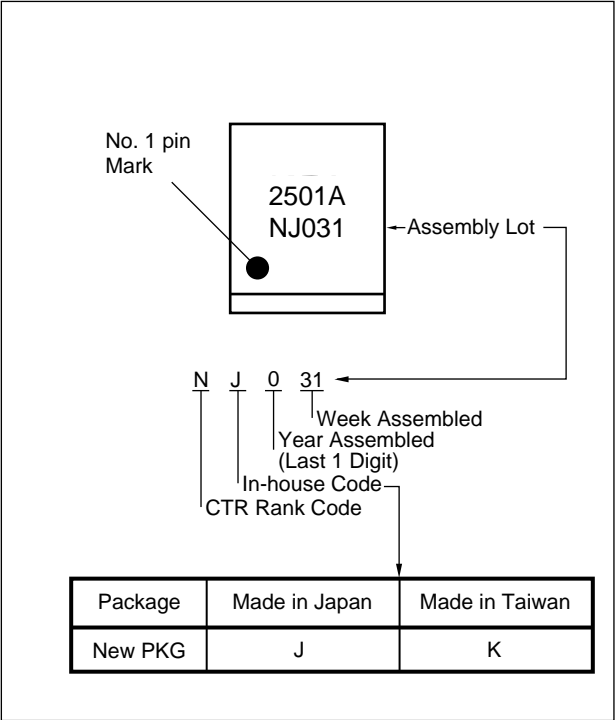 No. 1 pin
Mark
2501A
NJ031
Assembly Lot
N J 0 31
Week Assembled
Year Assembled
(Last 1 Digit)
In-house Code
CTR Rank Code
Package Made in Japan Made in Taiwan
New PKG J K